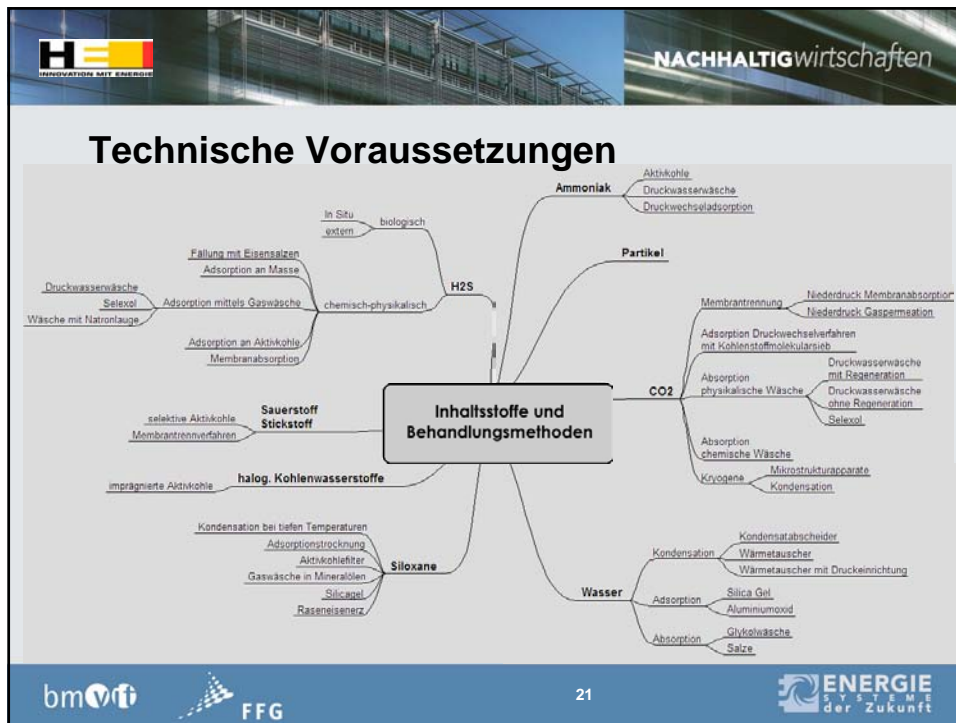 HE
INNOVATION MIT ENERGIE
NACHHALTIGwirtschaften
Technische Voraussetzungen
Inhaltsstoffe und
Behandlungsmethoden
H2S
biologisch
In Situ
extern
chemisch-physikalisch
Fällung mit Eisensalzen
Adsorption an Masse
Adsorption mittels Gaswäsche
Druckwasserwäsche
Selexol
Wäsche mit Natronlauge
Adsorption an Aktivkohle
Membranabsorption
Sauerstoff
Stickstoff
selektive Aktivkohle
Membrantrennverfahren
halog. Kohlenwasserstoffe
imprägnierte Aktivkohle
Siloxane
Kondensation bei tiefen Temperaturen
Adsorptionstrocknung
Aktivkohlefilter
Gaswäsche in Mineralölen
Silicagel
Raseneisenerz
Ammoniak
Aktivkohle
Druckwasserwäsche
Druckwechseladsorption
Partikel
CO2
Membrantrennung
Niederdruck Membranabsorption
Niederdruck Gaspermeation
Adsorption Druckwechselverfahren
mit Kohlenstoffmolekularsieb
Absorption
physikalische Wäsche
Druckwasserwäsche
mit Regeneration
Druckwasserwäsche
ohne Regeneration
Selexol
Absorption
chemische Wäsche
Kryogene
Mikrostrukturapparate
Kondensation
Wasser
Kondensation
Kondensatabscheider
Wärmetauscher
Wärmetauscher mit Druckeinrichtung
Adsorption
Silica Gel
Aluminiumoxid
Absorption
Glykolwäsche
Salze
bmvit
FFG
21
ENERGIE
SYSTEME
der Zukunft